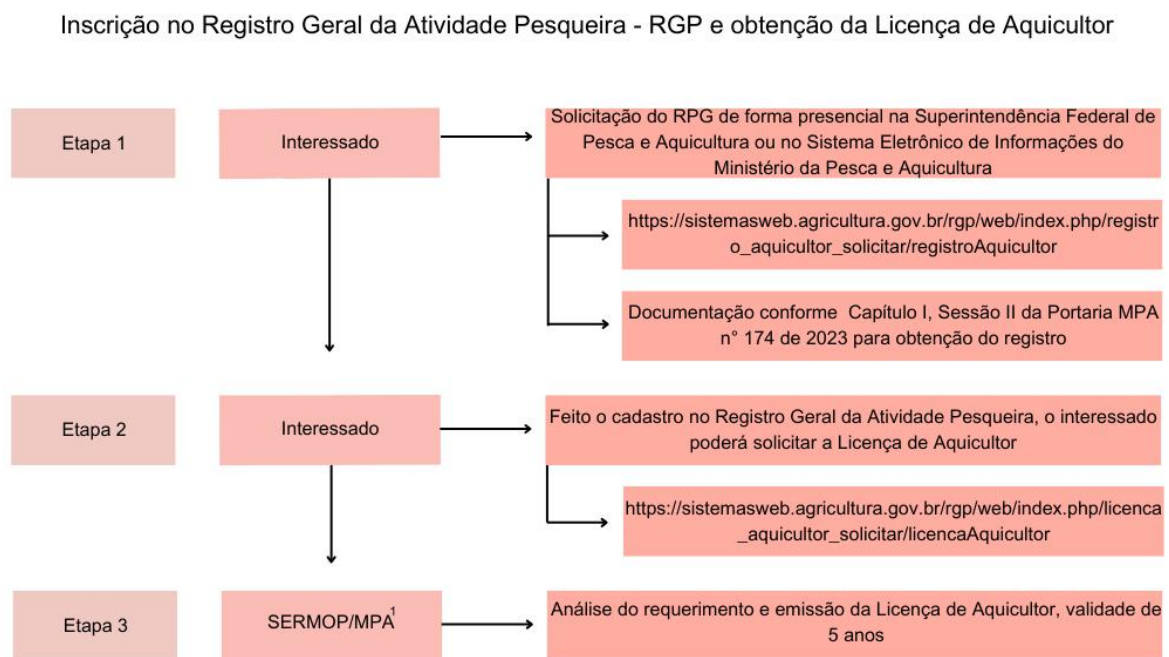 Inscrição no Registro Geral da Atividade Pesqueira - RGP e obtenção da Licença de Aquicultor
Etapa 1
Interessado
Solicitação do RPG de forma presencial na Superintendência Federal de
Pesca e Aquicultura ou no Sistema Eletrônico de Informações do
Ministério da Pesca e Aquicultura
https://sistemasweb.agricultura.gov.br/rgp/web/index.php/registr
o_aquicultor_solicitar/registroAquicultor
Documentação conforme Capítulo I, Sessão II da Portaria MPA
n° 174 de 2023 para obtenção do registro
Etapa 2
Interessado
Feito o cadastro no Registro Geral da Atividade Pesqueira, o interessado
poderá solicitar a Licença de Aquicultor
https://sistemasweb.agricultura.gov.br/rgp/web/index.php/licenca
_aquicultor_solicitar/licencaAquicultor
Etapa 3
SERMOP/MPA¹
Análise do requerimento e emissão da Licença de Aquicultor, validade de
5 anos